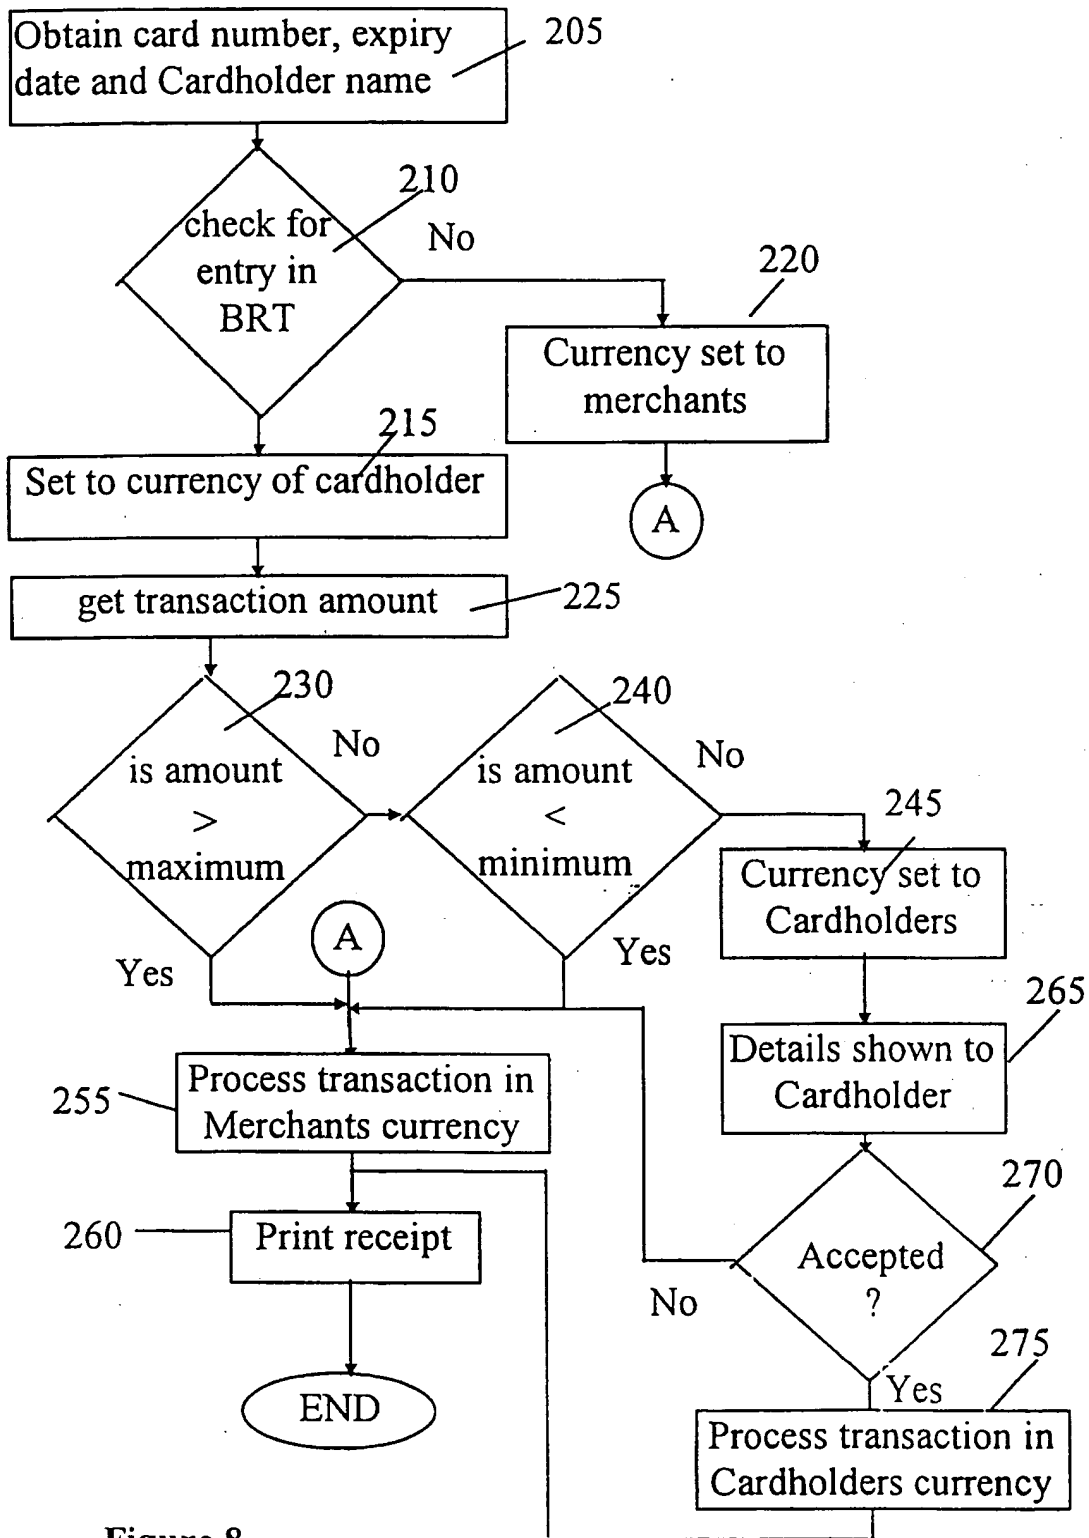 Obtain card number, expiry
date and Cardholder name
205
210
check for
entry in
BRT
No
220
Currency set to
merchants
215
Set to currency of cardholder
A
get transaction amount
225
230
is amount
>
maximum
No
240
is amount
<
minimum
No
245
Currency set to
Cardholders
A
Yes
Yes
265
Details shown to
Cardholder
255
Process transaction in
Merchants currency
270
Accepted
?
260
Print receipt
No
275
END
Yes
Process transaction in
Cardholders currency
Figure 8